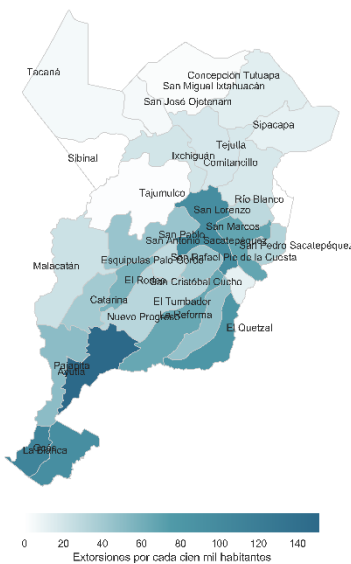 Tacaná
Concepción Tutuapa
San Miguel Ixtahuacán
San José Ojetenam
Sipacapa
Tejutla
Sibinal
Ixchiguán
Comitancillo
Tajumulco
Río Blanco
San Lorenzo
San Marcos
San Pablo
San Antonio Sacatepéquez
San Pedro Sacatepéquez
Esquipulas Palo Gordo
San Rafael Pie de la Cuesta
Malacatán
El Rodeo
San Cristóbal Cucho
Catarina
El Tumbador
Nuevo Progreso
La Reforma
El Quetzal
Pajapita
Ayutla
Ocós
La Blanca
0 20 40 60 80 100 120 140
Extorsiones por cada cien mil habitantes